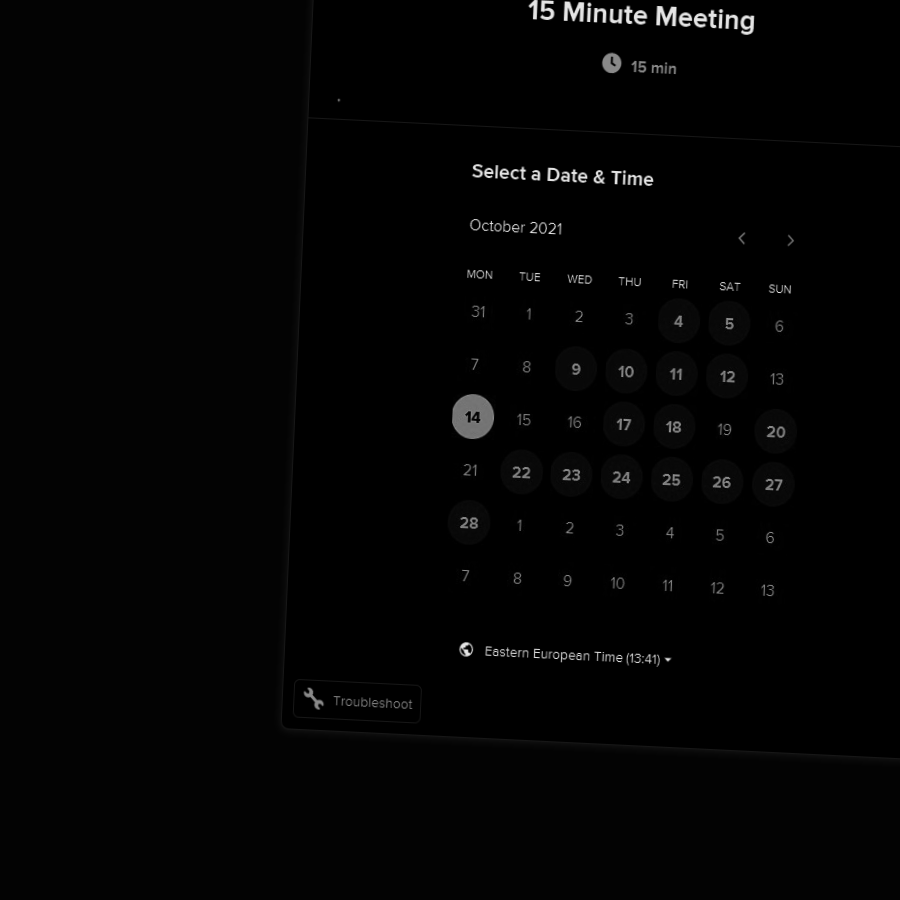 15 Minute Meeting
15 min
Select a Date & Time
October 2021
MON TUE WED THU FRI SAT SUN
31 1 2 3 4 5 6
7 8 9 10 11 12 13
14 15 16 17 18 19 20
21 22 23 24 25 26 27
28 1 2 3 4 5 6
7 8 9 10 11 12 13
Eastern European Time (13:41)
Troubleshoot